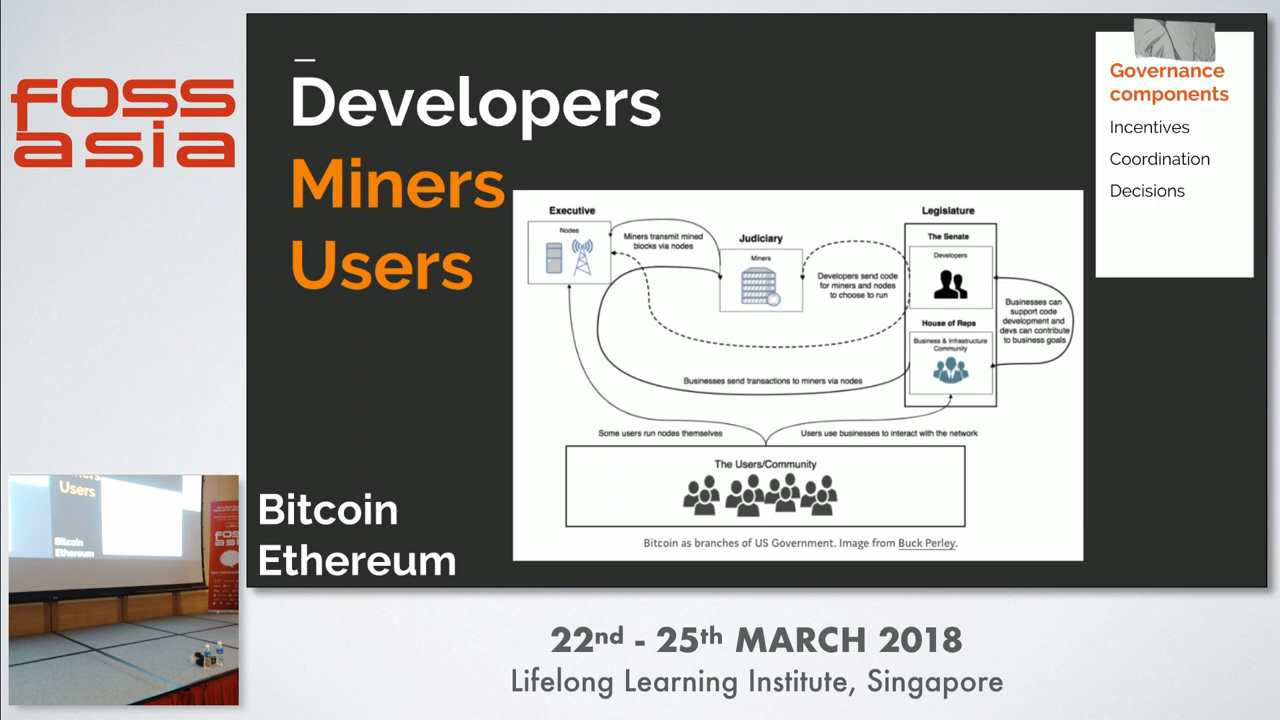 foss
asia
Developers
Miners
Users
Bitcoin
Ethereum
Governance
components
Incentives
Coordination
Decisions
Executive
Nodes
Miners transmit mined
blocks via nodes
Judiciary
Miners
Developers send code
for miners and nodes
to choose to run
Legislature
The Senate
Developers
House of Reps
Business & Infrastructure
Community
Businesses can
support code
development and
devs can contribute
to business goals
Businesses send transactions to miners via nodes
Some users run nodes themselves
Users use businesses to interact with the network
The Users/Community
Bitcoin as branches of US Government. Image from Buck Perley.
Users
Bitcoin
Ethereum
foss
asia
22nd - 25th MARCH 2018
Lifelong Learning Institute, Singapore